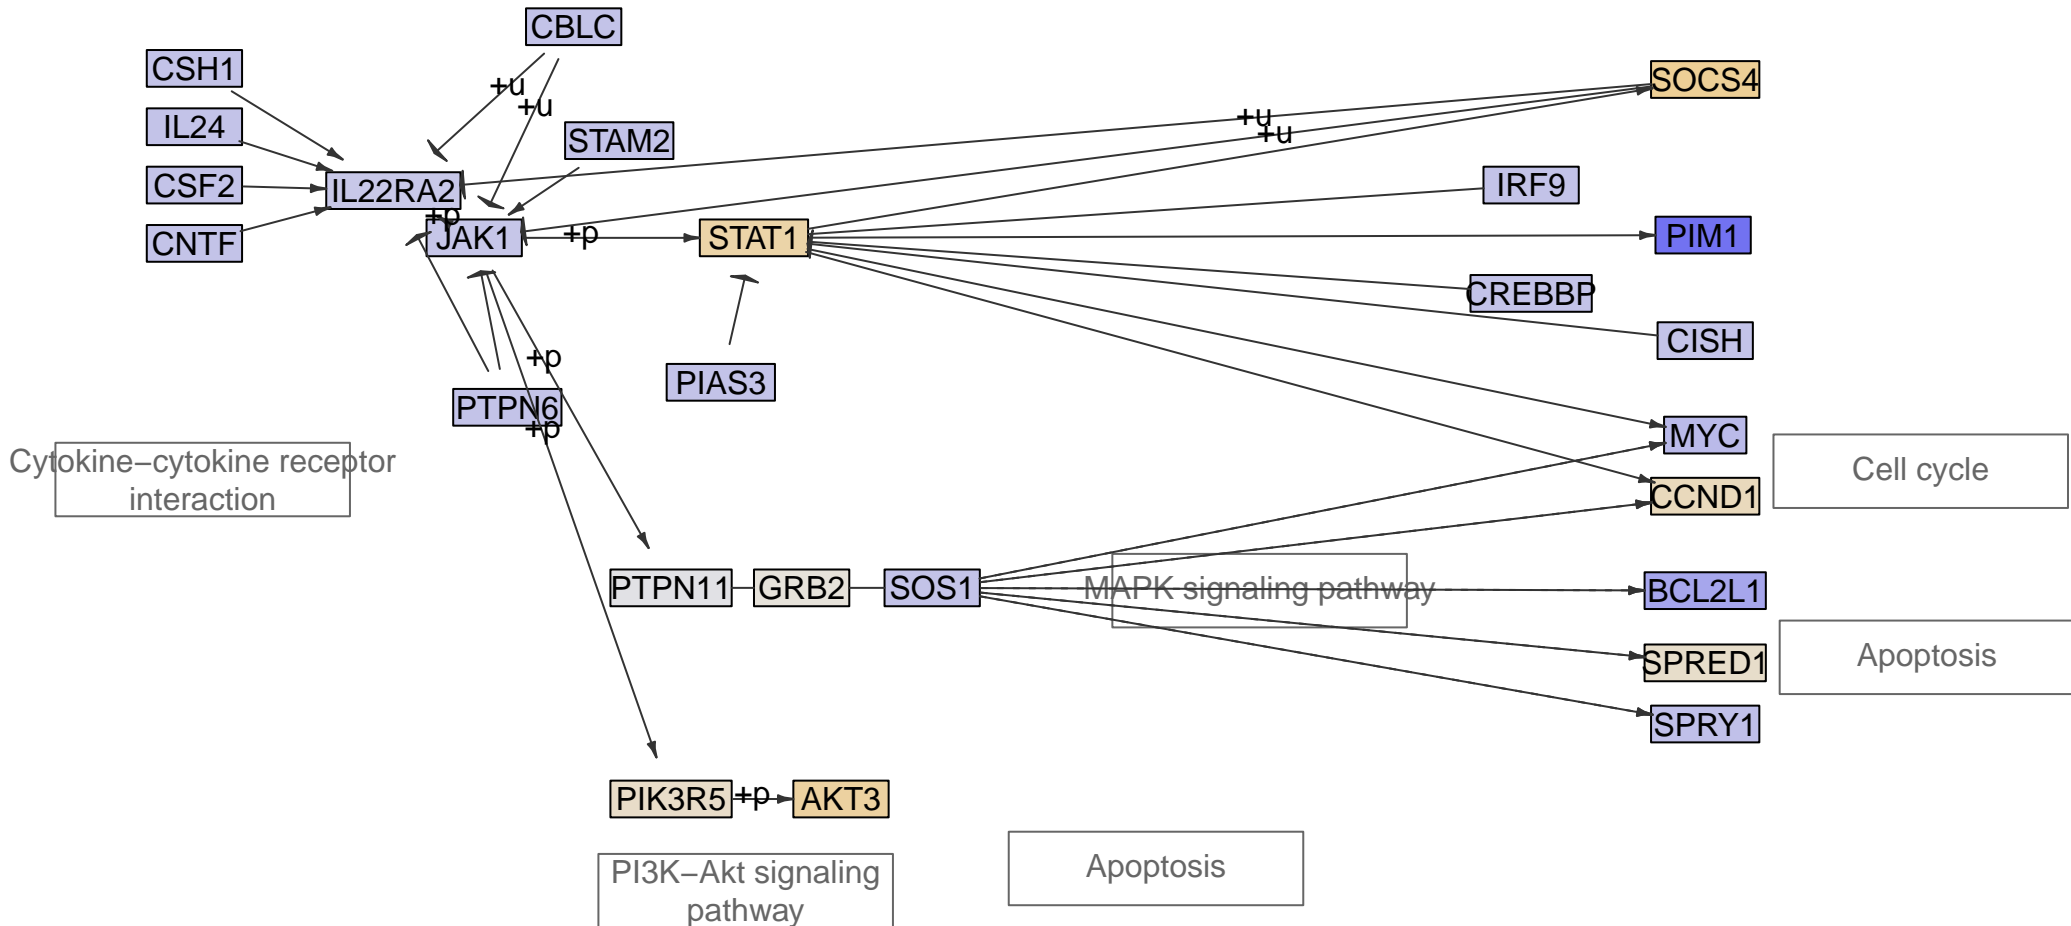 CBLC
CSH1
+u
SOCS4
+u
+u
IL24
+u
STAM2
CSF2
IL22RA2
IRF9
+p
CNTF
JAK1
+p
STAT1
PIM1
CREBBP
CISH
+p
PIAS3
PTPN6
+p
MYC
Cytokine−cytokine receptor
interaction
Cell cycle
CCND1
PTPN11
GRB2
SOS1
MAPK signaling pathway
BCL2L1
SPRED1
Apoptosis
SPRY1
PIK3R5
+p
AKT3
PI3K−Akt signaling
pathway
Apoptosis